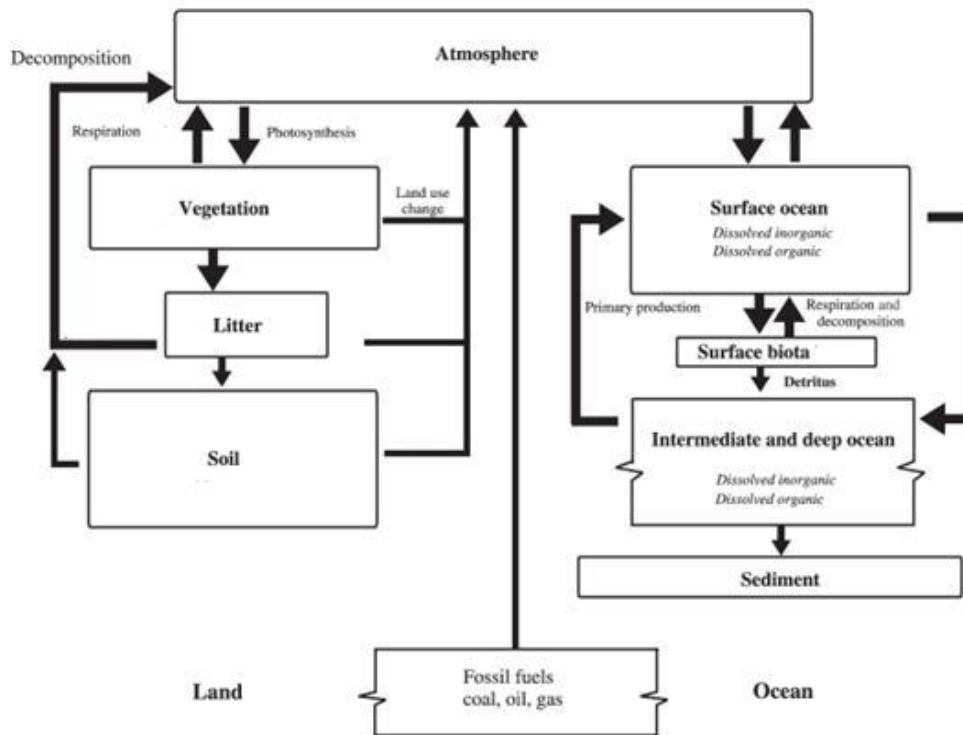 Atmosphere
Decomposition
Respiration
Photosynthesis
Vegetation
Land use
change
Surface ocean
Dissolved inorganic
Dissolved organic
Litter
Primary production
Respiration and
decomposition
Surface biota
Detritus
Soil
Intermediate and deep ocean
Dissolved inorganic
Dissolved organic
Sediment
Land
Fossil fuels
coal, oil, gas
Ocean